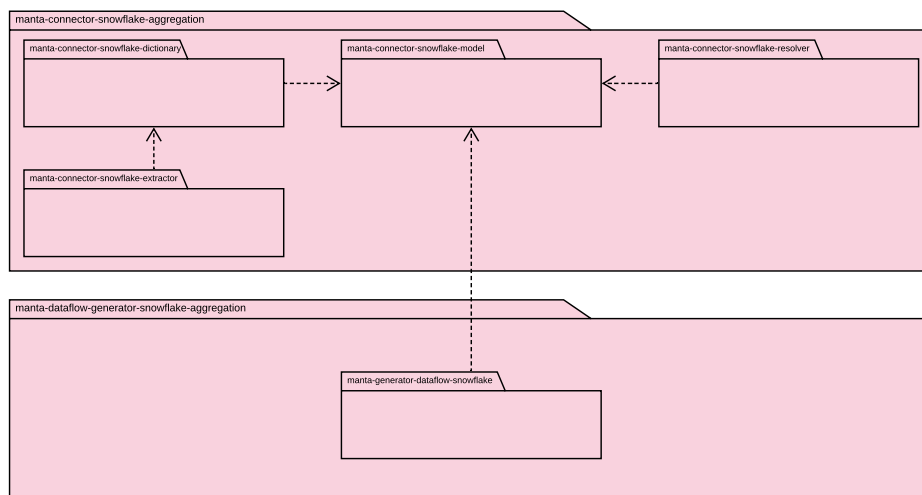 manta-connector-snowflake-aggregation
manta-connector-snowflake-dictionary
manta-connector-snowflake-model
manta-connector-snowflake-resolver
manta-connector-snowflake-extractor
manta-dataflow-generator-snowflake-aggregation
manta-generator-dataflow-snowflake